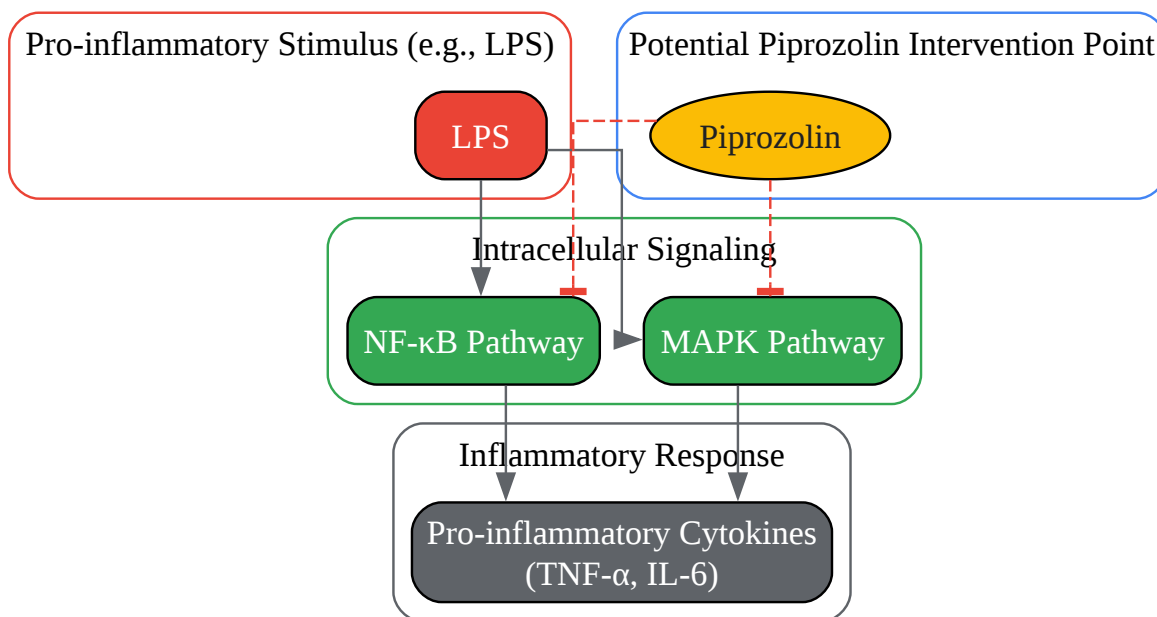 Pro-inflammatory Stimulus (e.g., LPS)
Potential Piprozolin Intervention Point
LPS
Piprozolin
Intracellular Signaling
NF-κB Pathway
MAPK Pathway
Inflammatory Response
Pro-inflammatory Cytokines
(TNF-α, IL-6)